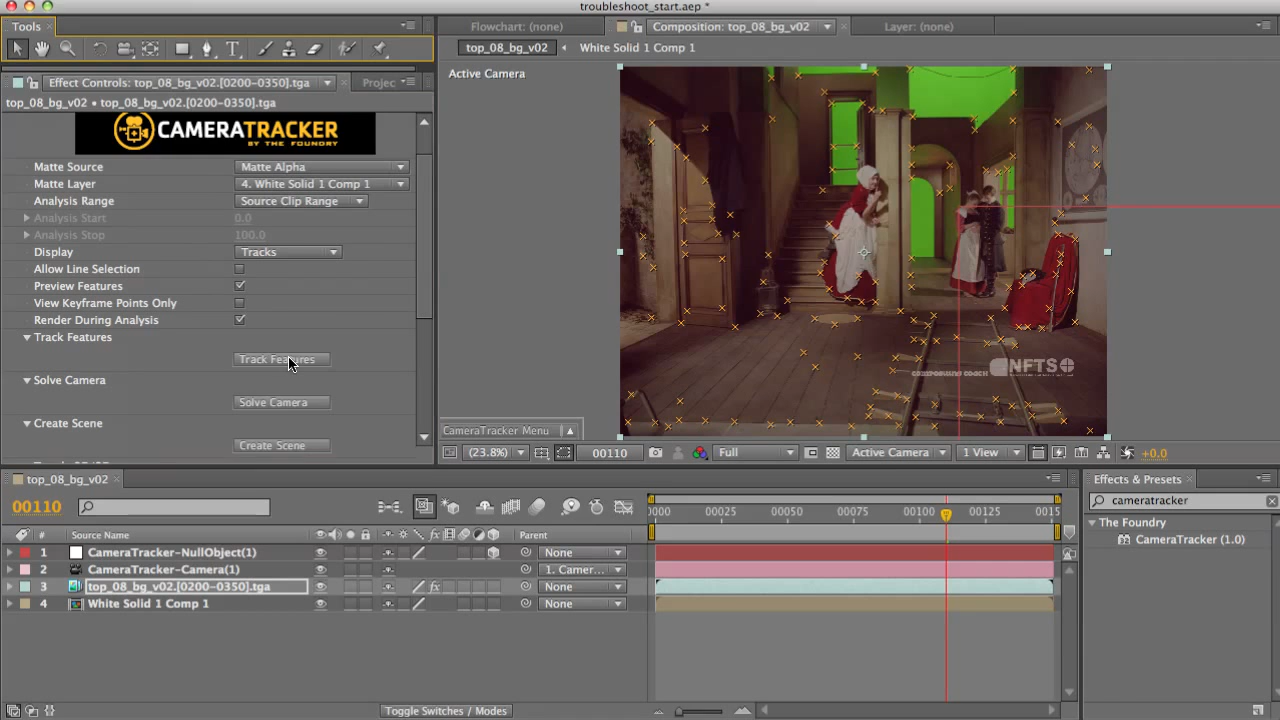 troubleshoot_start.aep *
Tools
Flowchart: (none)
Composition: top_08_bg_v02
Layer: (none)
top_08_bg_v02
White Solid 1 Comp 1
Effect Controls: top_08_bg_v02.[0200-0350].tga
Projec
top_08_bg_v02 • top_08_bg_v02.[0200-0350].tga
Active Camera
CAMERATRACKER
BY THE FOUNDRY
Matte Source Matte Alpha
Matte Layer 4. White Solid 1 Comp 1
Analysis Range Source Clip Range
Analysis Start 0.0
Analysis Stop 100.0
Display Tracks
Allow Line Selection
Preview Features
View Keyframe Points Only
Render During Analysis
Track Features
Track Features
Solve Camera
Solve Camera
Create Scene
Create Scene
NFTS
CameraTracker Menu
(23.8%) 00110 Full Active Camera 1 View +0.0
top_08_bg_v02
00110
0000 00025 00050 00075 00100 00125 0015
# Source Name Parent
1 CameraTracker-NullObject(1) None
2 CameraTracker-Camera(1) 1. Camer...
3 top_08_bg_v02.[0200-0350].tga None
4 White Solid 1 Comp 1 None
Toggle Switches / Modes
Effects & Presets
cameratracker
The Foundry
CameraTracker (1.0)